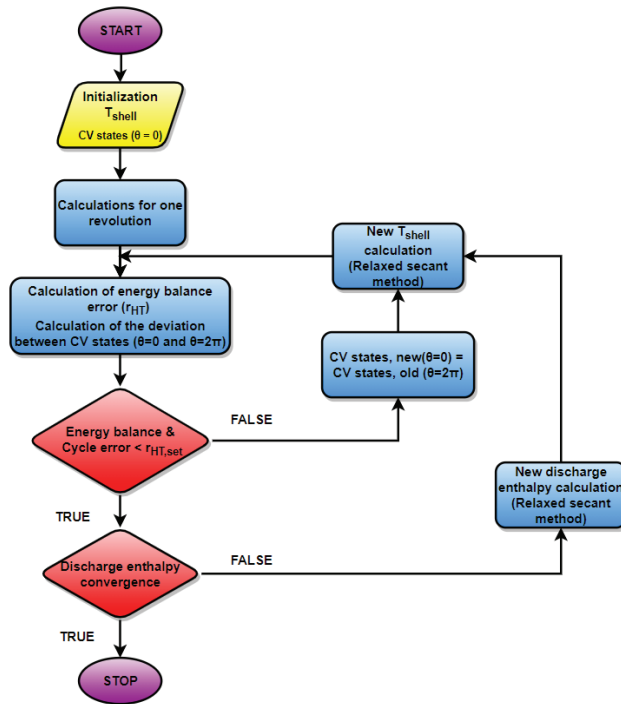 START
Initialization
Tshell
CV states (θ = 0)
Calculations for one
revolution
New Tshell
calculation
(Relaxed secant
method)
Calculation of energy balance
error (rHT)
Calculation of the deviation
between CV states (θ=0 and θ=2π)
CV states, new(θ=0) =
CV states, old (θ=2π)
FALSE
Energy balance &
Cycle error < rHT,set
New discharge
enthalpy calculation
(Relaxed secant
method)
TRUE
FALSE
Discharge enthalpy
convergence
TRUE
STOP